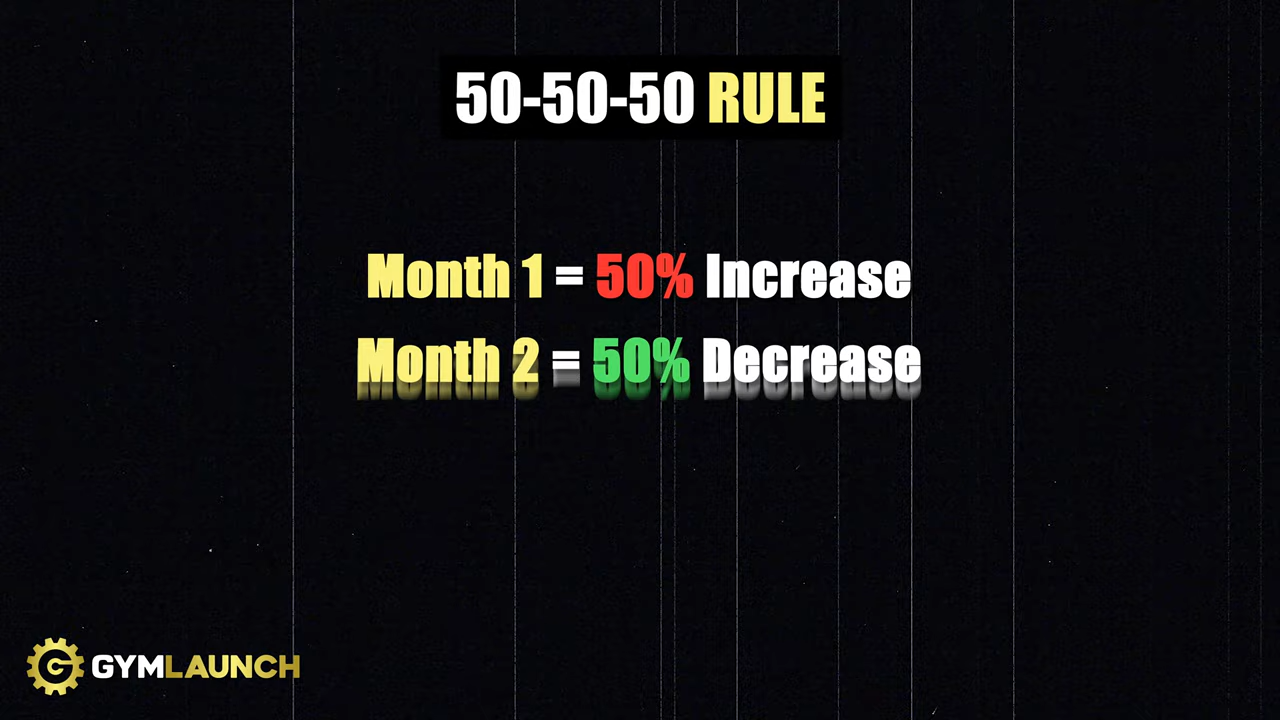 50-50-50 RULE
Month 1 = 50% Increase
Month 2 = 50% Decrease
GYMLAUNCH